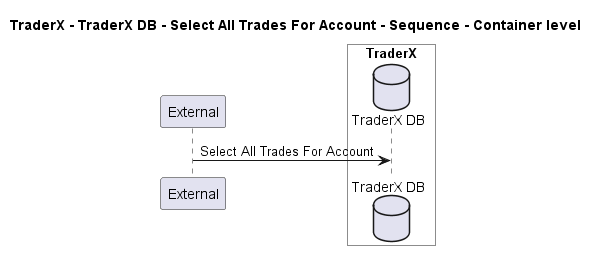 TraderX - TraderX DB - Select All Trades For Account - Sequence - Container level
TraderX
External
TraderX DB
Select All Trades For Account
External
TraderX DB